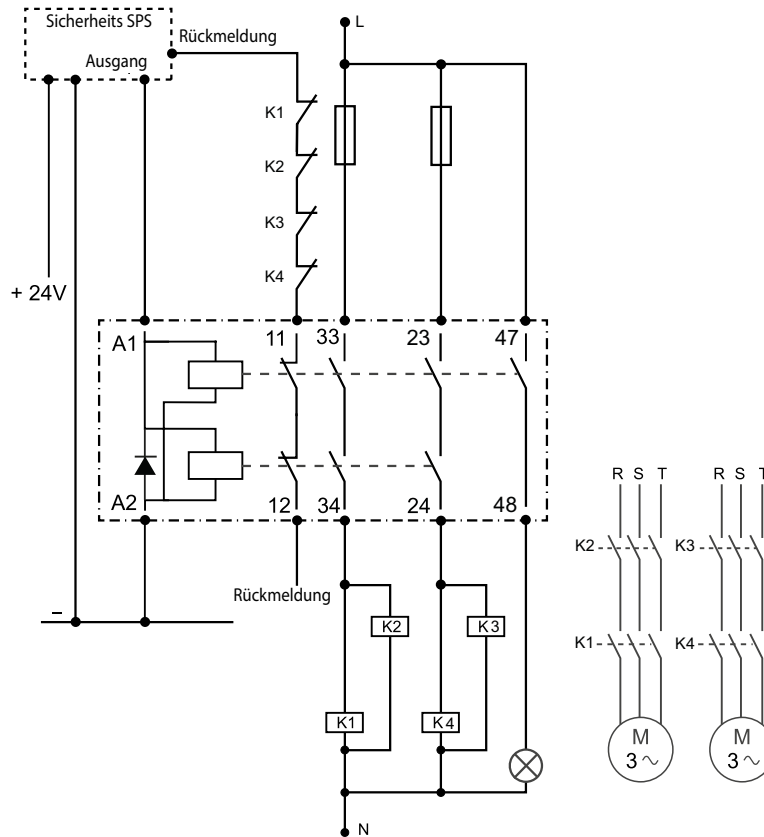 Sicherheits SPS
Ausgang
Rückmeldung
L
K1
K2
K3
K4
+ 24V
A1 11 33 23 47
A2 12 34 24 48
Rückmeldung
–
K2 K3
K1 K4
N
R S T R S T
K2 K3
K1 K4
M 3~ M 3~